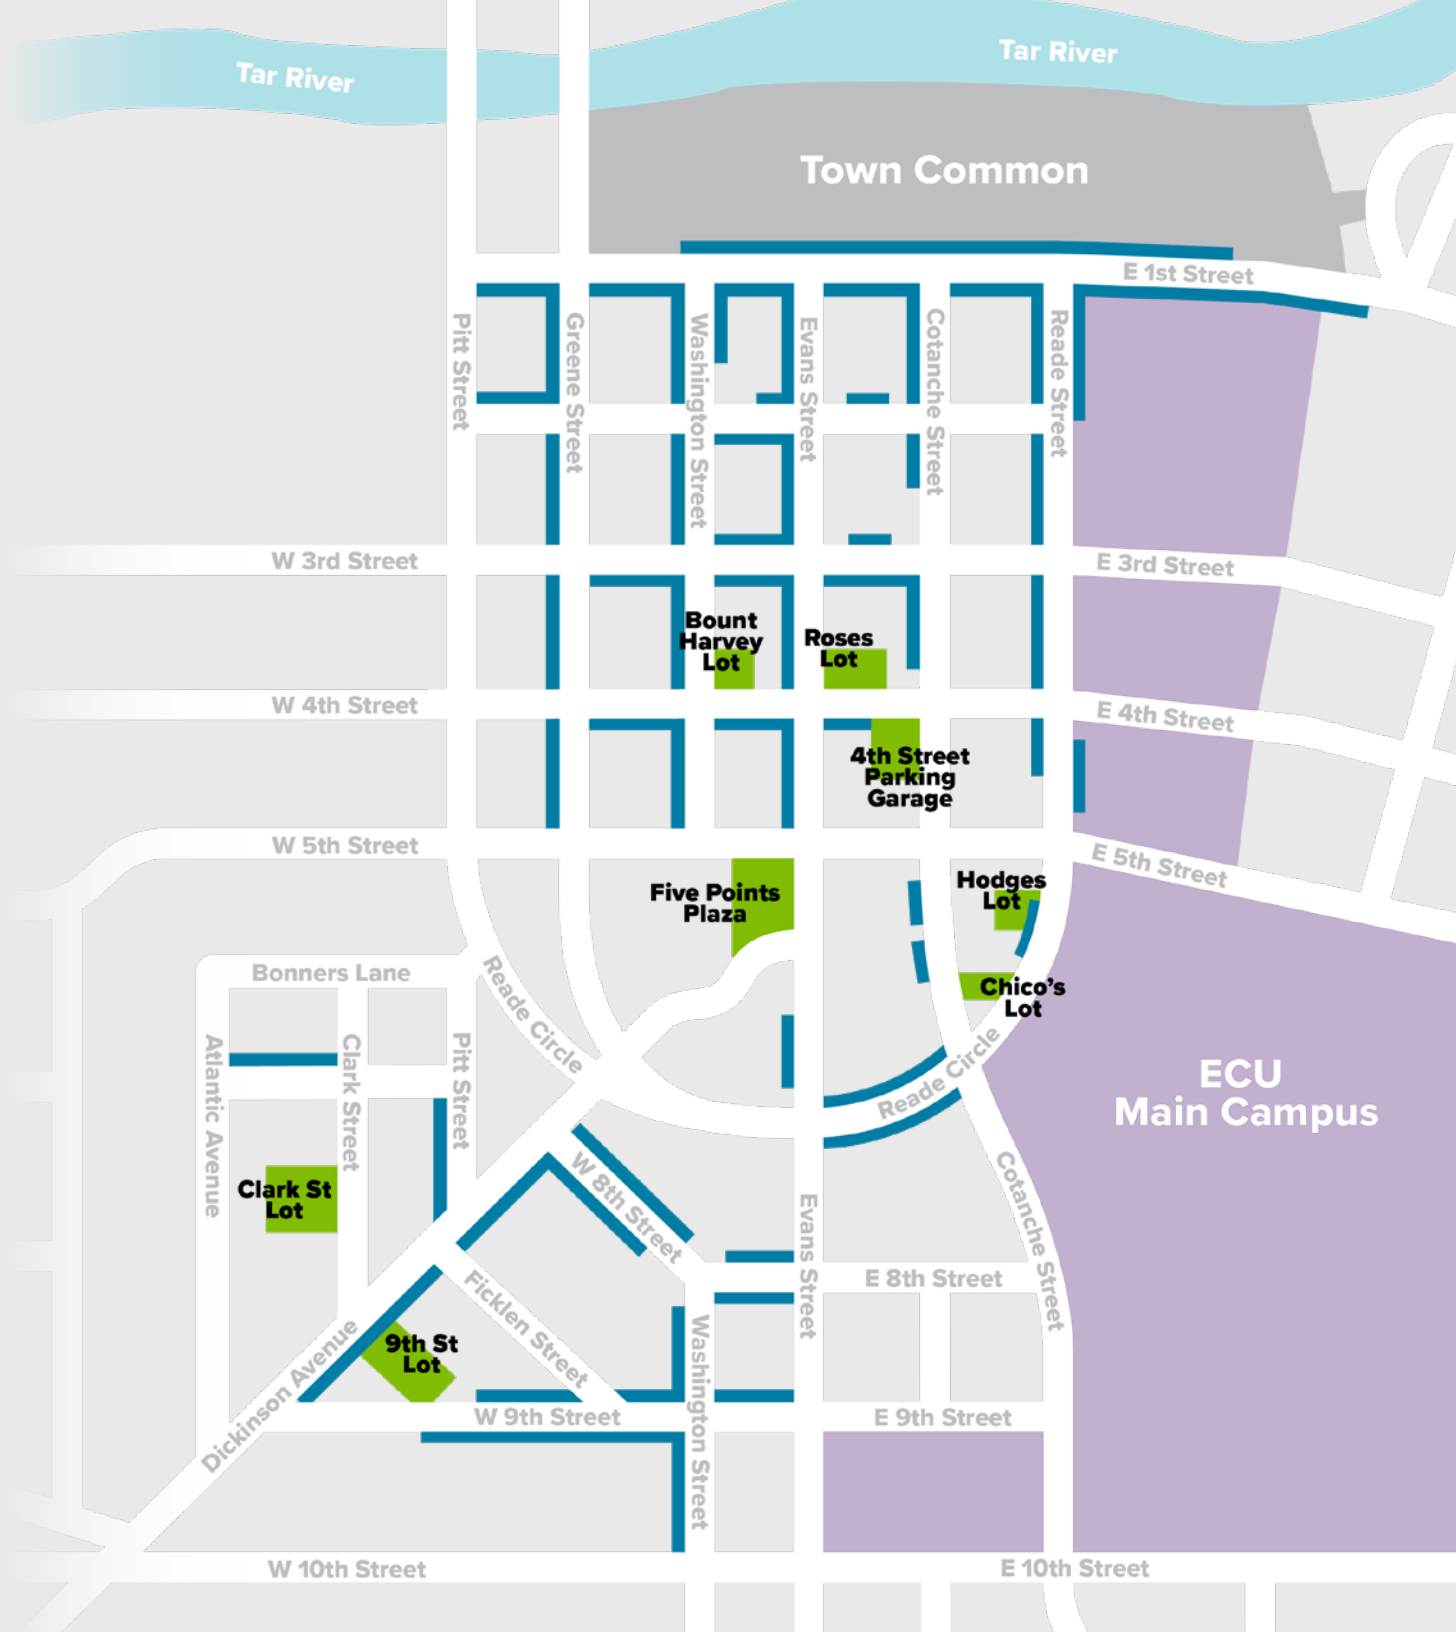 Tar River
Tar River
Town Common
E 1st Street
Pitt Street
Greene Street
Washington Street
Evans Street
Cotanche Street
Reade Street
W 3rd Street
E 3rd Street
Bount
Harvey
Lot
Roses
Lot
W 4th Street
E 4th Street
4th Street
Parking
Garage
W 5th Street
E 5th Street
Five Points
Plaza
Hodges
Lot
Bonners Lane
Reade Circle
Chico's
Lot
Atlantic Avenue
Clark Street
Pitt Street
Reade Circle
ECU
Main Campus
Clark St
Lot
W 8th Street
Evans Street
Cotanche Street
E 8th Street
Ficklen Street
Dickinson Avenue
9th St
Lot
Washington Street
W 9th Street
E 9th Street
W 10th Street
E 10th Street